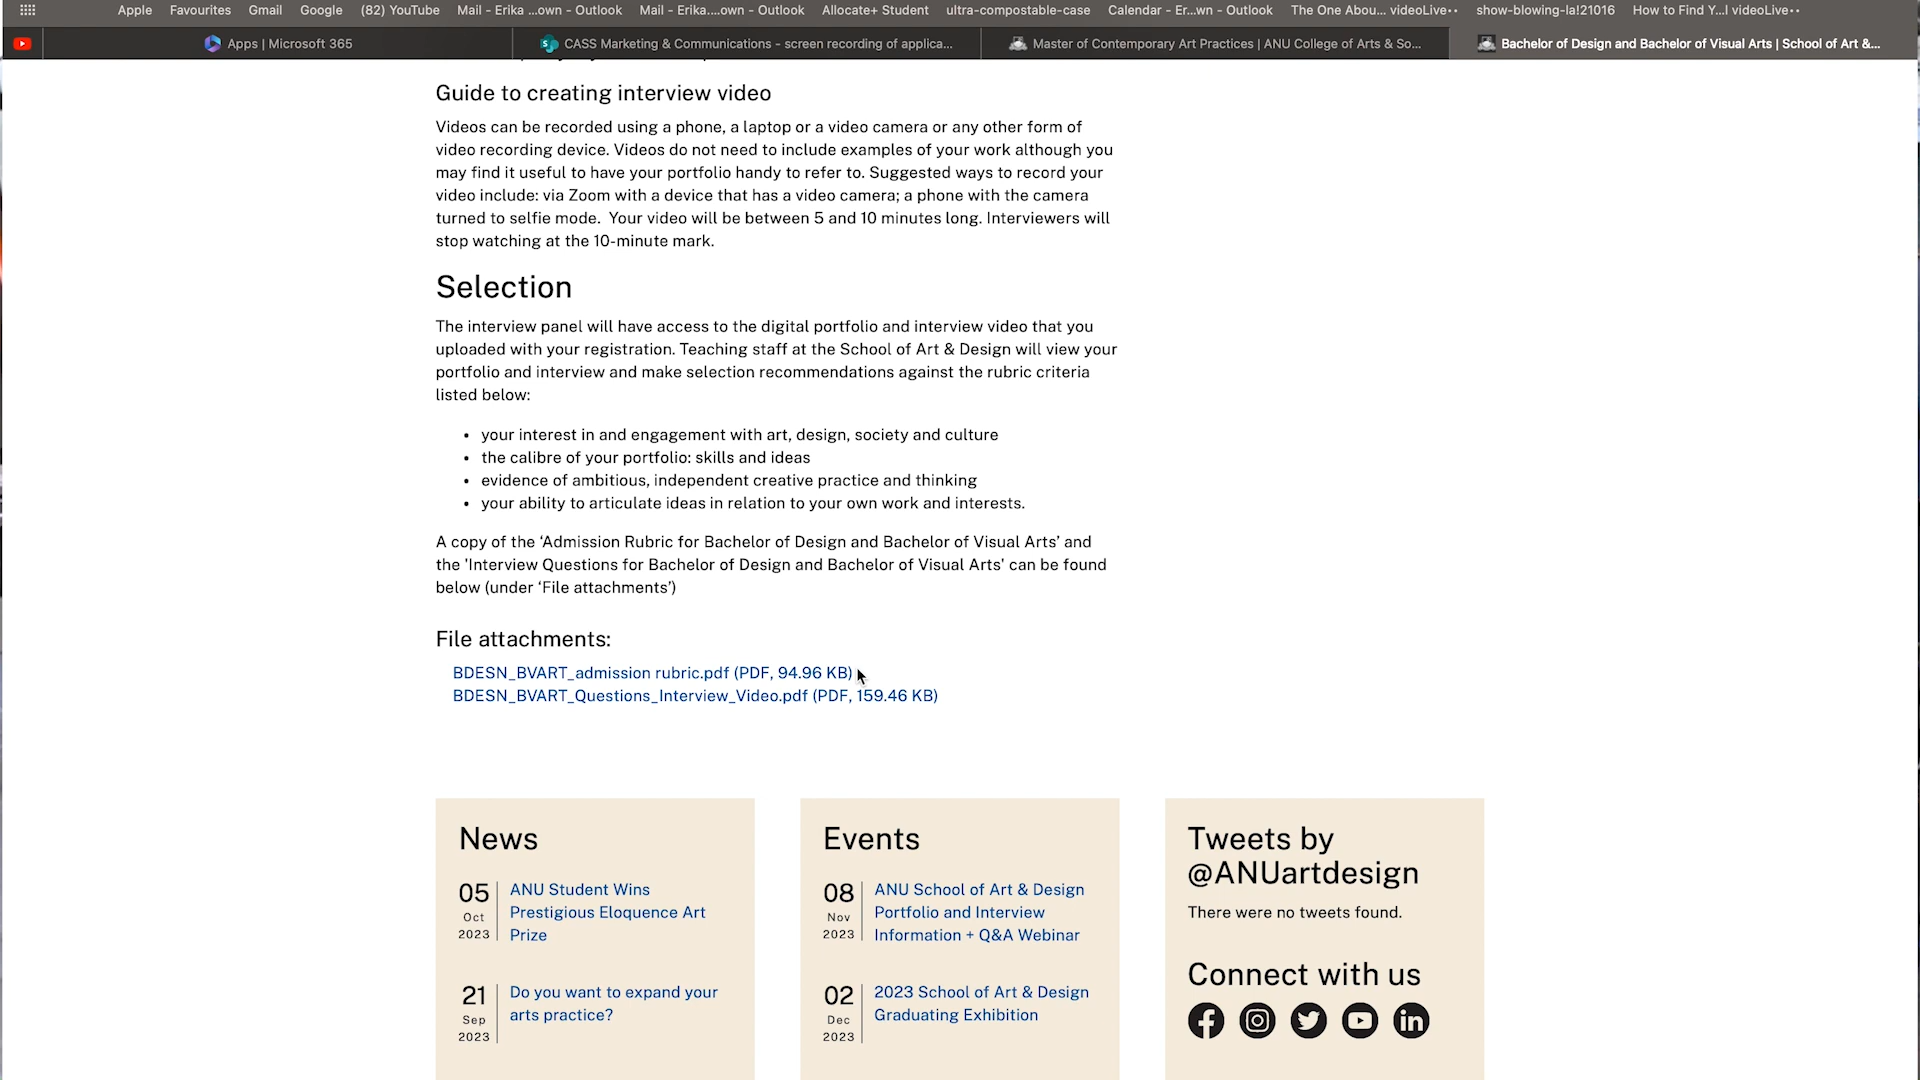 Apple Favourites Gmail Google (82) YouTube Mail - Erika ...own - Outlook Mail - Erika....own - Outlook Allocate+ Student ultra-compostable-case Calendar - Er...wn - Outlook The One Abou... videoLive·· show-blowing-la!21016 How to Find Y...l videoLive··
Apps | Microsoft 365 CASS Marketing & Communications - screen recording of applica... Master of Contemporary Art Practices | ANU College of Arts & So... Bachelor of Design and Bachelor of Visual Arts | School of Art &...
Guide to creating interview video
Videos can be recorded using a phone, a laptop or a video camera or any other form of
video recording device. Videos do not need to include examples of your work although you
may find it useful to have your portfolio handy to refer to. Suggested ways to record your
video include: via Zoom with a device that has a video camera; a phone with the camera
turned to selfie mode.  Your video will be between 5 and 10 minutes long. Interviewers will
stop watching at the 10-minute mark.
Selection
The interview panel will have access to the digital portfolio and interview video that you
uploaded with your registration. Teaching staff at the School of Art & Design will view your
portfolio and interview and make selection recommendations against the rubric criteria
listed below:
• your interest in and engagement with art, design, society and culture
• the calibre of your portfolio: skills and ideas
• evidence of ambitious, independent creative practice and thinking
• your ability to articulate ideas in relation to your own work and interests.
A copy of the ‘Admission Rubric for Bachelor of Design and Bachelor of Visual Arts’ and
the 'Interview Questions for Bachelor of Design and Bachelor of Visual Arts' can be found
below (under ‘File attachments’)
File attachments:
BDESN_BVART_admission rubric.pdf (PDF, 94.96 KB)
BDESN_BVART_Questions_Interview_Video.pdf (PDF, 159.46 KB)
News
05
Oct
2023
ANU Student Wins
Prestigious Eloquence Art
Prize
21
Sep
2023
Do you want to expand your
arts practice?
Events
08
Nov
2023
ANU School of Art & Design
Portfolio and Interview
Information + Q&A Webinar
02
Dec
2023
2023 School of Art & Design
Graduating Exhibition
Tweets by
@ANUartdesign
There were no tweets found.
Connect with us